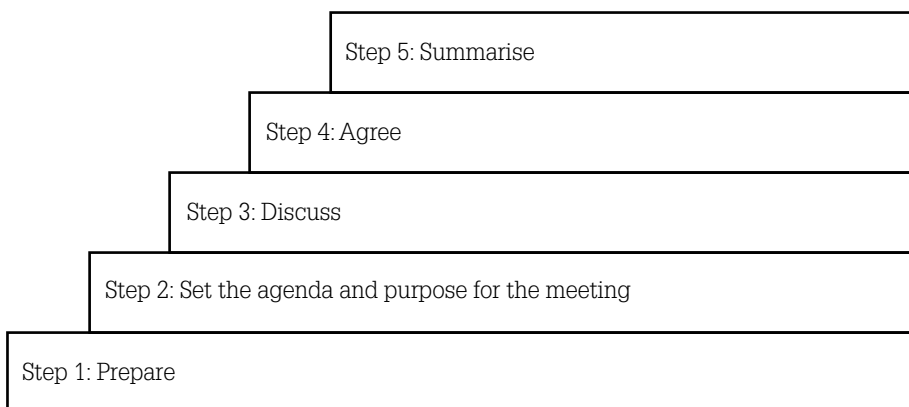 Step 5: Summarise
Step 4: Agree
Step 3: Discuss
Step 2: Set the agenda and purpose for the meeting
Step 1: Prepare